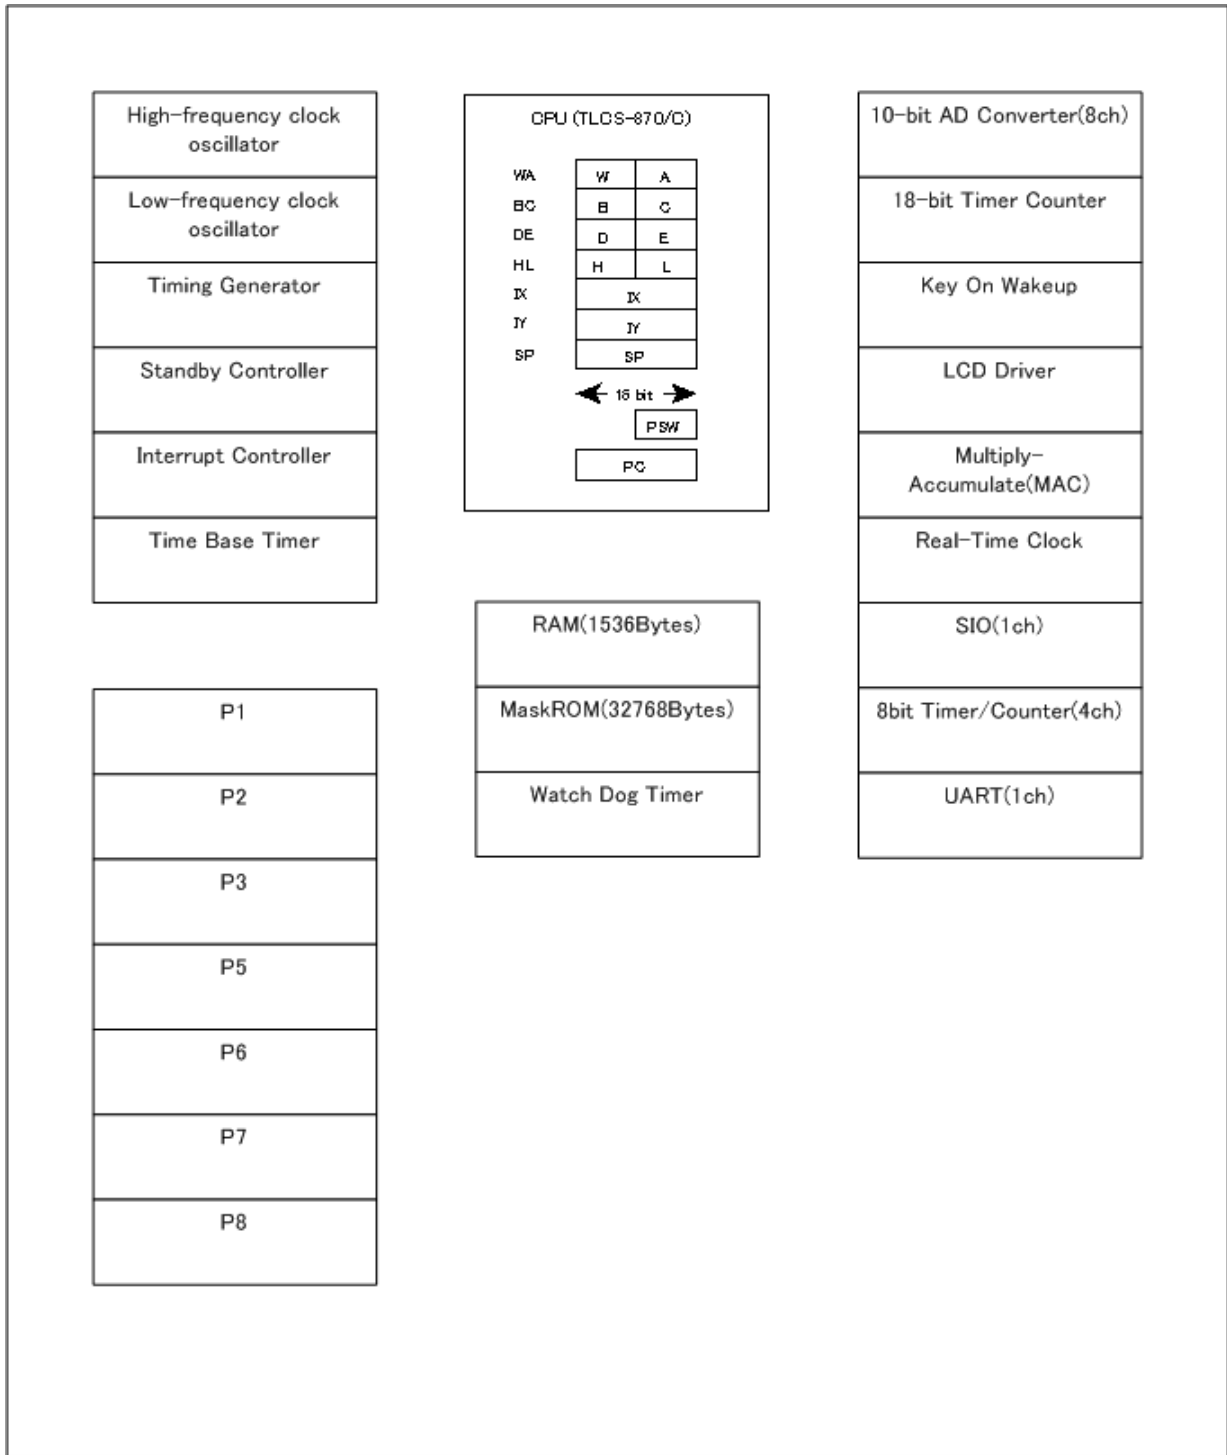 High-frequency clock
oscillator
Low-frequency clock
oscillator
Timing Generator
Standby Controller
Interrupt Controller
Time Base Timer
P1
P2
P3
P5
P6
P7
P8
CPU (TLCS-870/C)
WA W A
BC B C
DE D E
HL H L
IX IX
IY IY
SP SP
16 bit
PSW
PC
RAM(1536Bytes)
MaskROM(32768Bytes)
Watch Dog Timer
10-bit AD Converter(8ch)
18-bit Timer Counter
Key On Wakeup
LCD Driver
Multiply-
Accumulate(MAC)
Real-Time Clock
SIO(1ch)
8bit Timer/Counter(4ch)
UART(1ch)